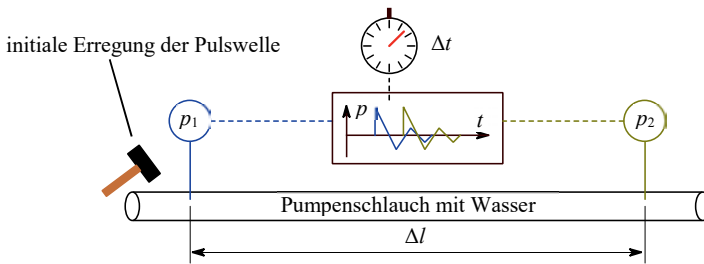 Δt
initiale Erregung der Pulswelle
p₁
p
t
p₂
Pumpenschlauch mit Wasser
Δl